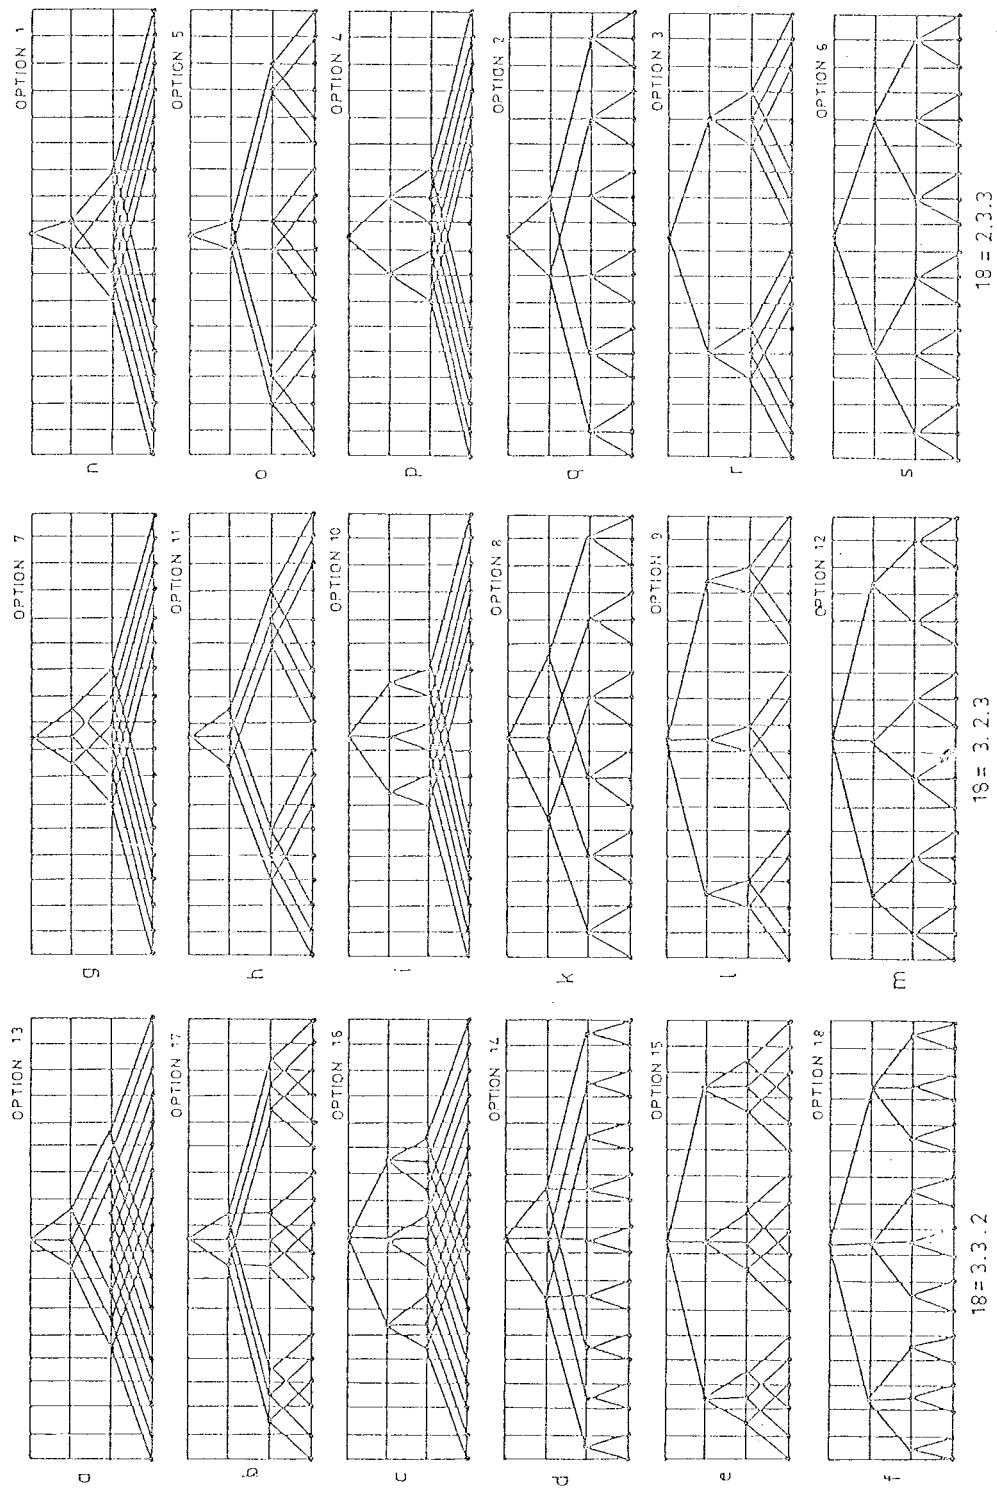 a
OPTION 13
b
OPTION 17
c
OPTION 16
d
OPTION 14
e
OPTION 15
f
OPTION 18
18=3.3.2
g
OPTION 7
h
OPTION 11
i
OPTION 10
k
OPTION 8
l
OPTION 9
m
OPTION 12
18= 3.2.3
n
OPTION 1
o
OPTION 5
p
OPTION 4
q
OPTION 2
r
OPTION 3
s
OPTION 6
18 = 2.3.3